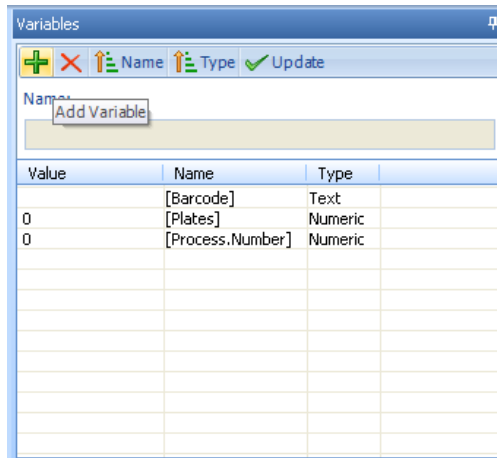 Variables
Name Type Update
Name:
Add Variable
Value Name Type
[Barcode] Text
0 [Plates] Numeric
0 [Process.Number] Numeric